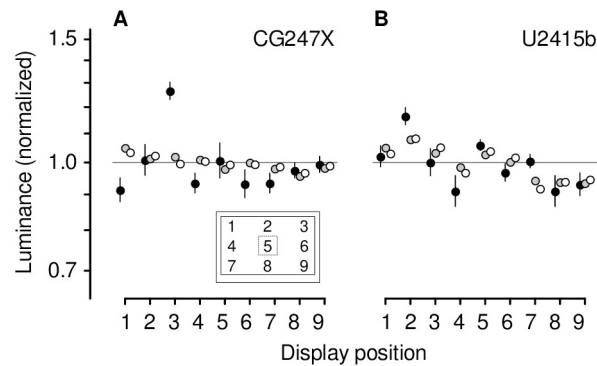 A
CG247X
B
U2415b
Luminance (normalized)
1.5
1.0
0.7
1 2 3
4 5 6
7 8 9
1 2 3 4 5 6 7 8 9
1 2 3 4 5 6 7 8 9
Display position